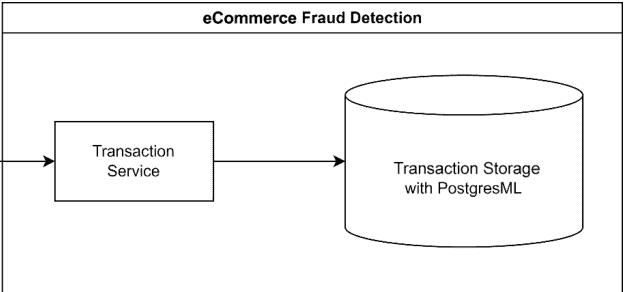 eCommerce Fraud Detection
Transaction
Service
Transaction Storage
with PostgresML